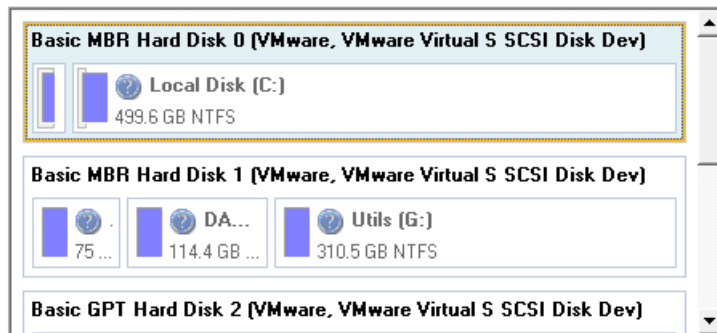 Basic MBR Hard Disk 0 (VMware, VMware Virtual S SCSI Disk Dev)
Local Disk (C:)
499.6 GB NTFS
Basic MBR Hard Disk 1 (VMware, VMware Virtual S SCSI Disk Dev)
. DA... Utils (G:)
75 ... 114.4 GB ... 310.5 GB NTFS
Basic GPT Hard Disk 2 (VMware, VMware Virtual S SCSI Disk Dev)